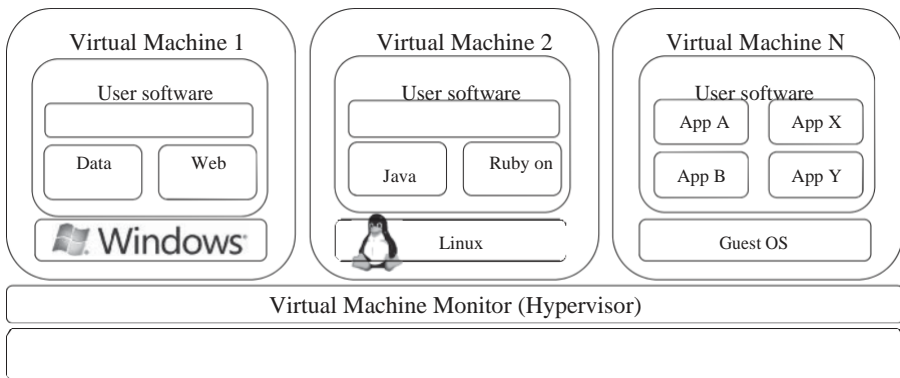 Virtual Machine 1
User software
Data
Web
Windows
Virtual Machine 2
User software
Java
Ruby on
Linux
Virtual Machine N
User software
App A
App X
App B
App Y
Guest OS
Virtual Machine Monitor (Hypervisor)